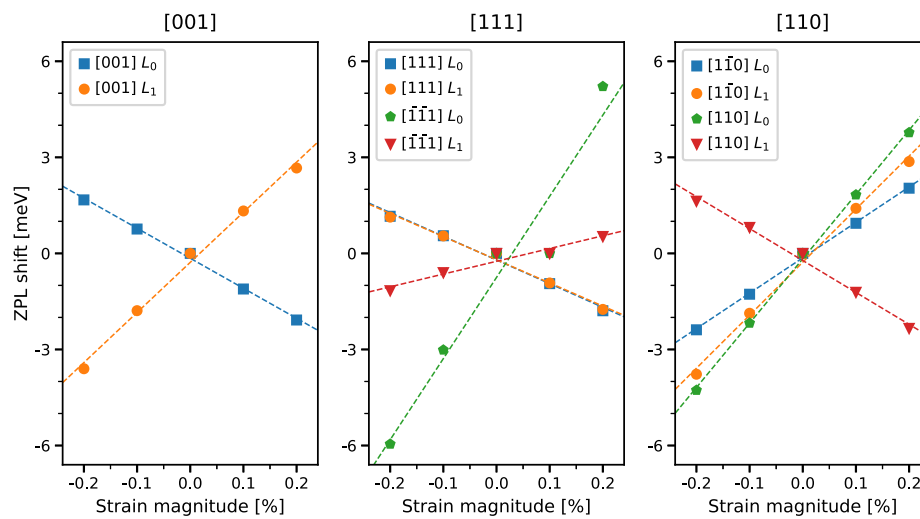 [001]
[111]
[110]
ZPL shift [meV]
6
3
0
-3
-6
[001] L₀
[001] L₁
-0.2 -0.1 0.0 0.1 0.2
Strain magnitude [%]
6
3
0
-3
-6
[111] L₀
[111] L₁
[1̄1̄1] L₀
[1̄1̄1] L₁
-0.2 -0.1 0.0 0.1 0.2
Strain magnitude [%]
6
3
0
-3
-6
[11̄0] L₀
[11̄0] L₁
[110] L₀
[110] L₁
-0.2 -0.1 0.0 0.1 0.2
Strain magnitude [%]